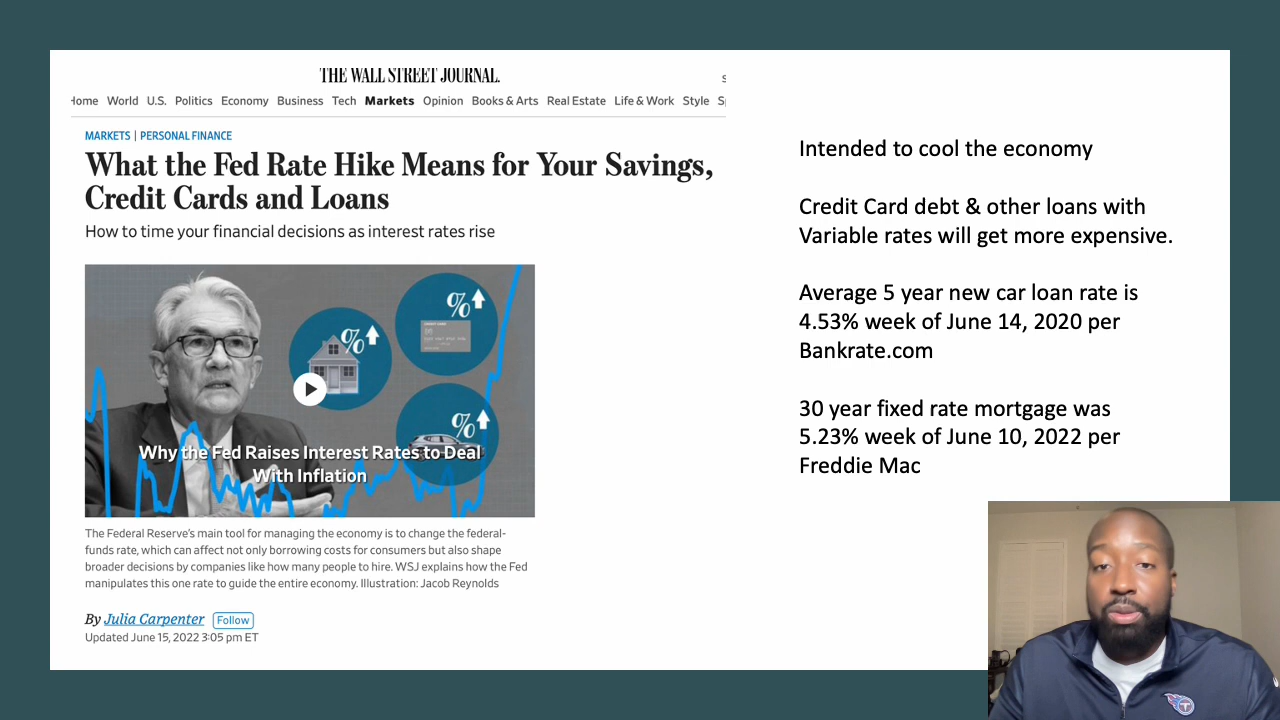 THE WALL STREET JOURNAL.
Home World U.S. Politics Economy Business Tech Markets Opinion Books & Arts Real Estate Life & Work Style
MARKETS | PERSONAL FINANCE
What the Fed Rate Hike Means for Your Savings,
Credit Cards and Loans
How to time your financial decisions as interest rates rise
%
%
%
Why the Fed Raises Interest Rates to Deal
With Inflation
The Federal Reserve's main tool for managing the economy is to change the federal-
funds rate, which can affect not only borrowing costs for consumers but also shape
broader decisions by companies like how many people to hire. WSJ explains how the Fed
manipulates this one rate to guide the entire economy. Illustration: Jacob Reynolds
By Julia Carpenter Follow
Updated June 15, 2022 3:05 pm ET
Intended to cool the economy
Credit Card debt & other loans with
Variable rates will get more expensive.
Average 5 year new car loan rate is
4.53% week of June 14, 2020 per
Bankrate.com
30 year fixed rate mortgage was
5.23% week of June 10, 2022 per
Freddie Mac